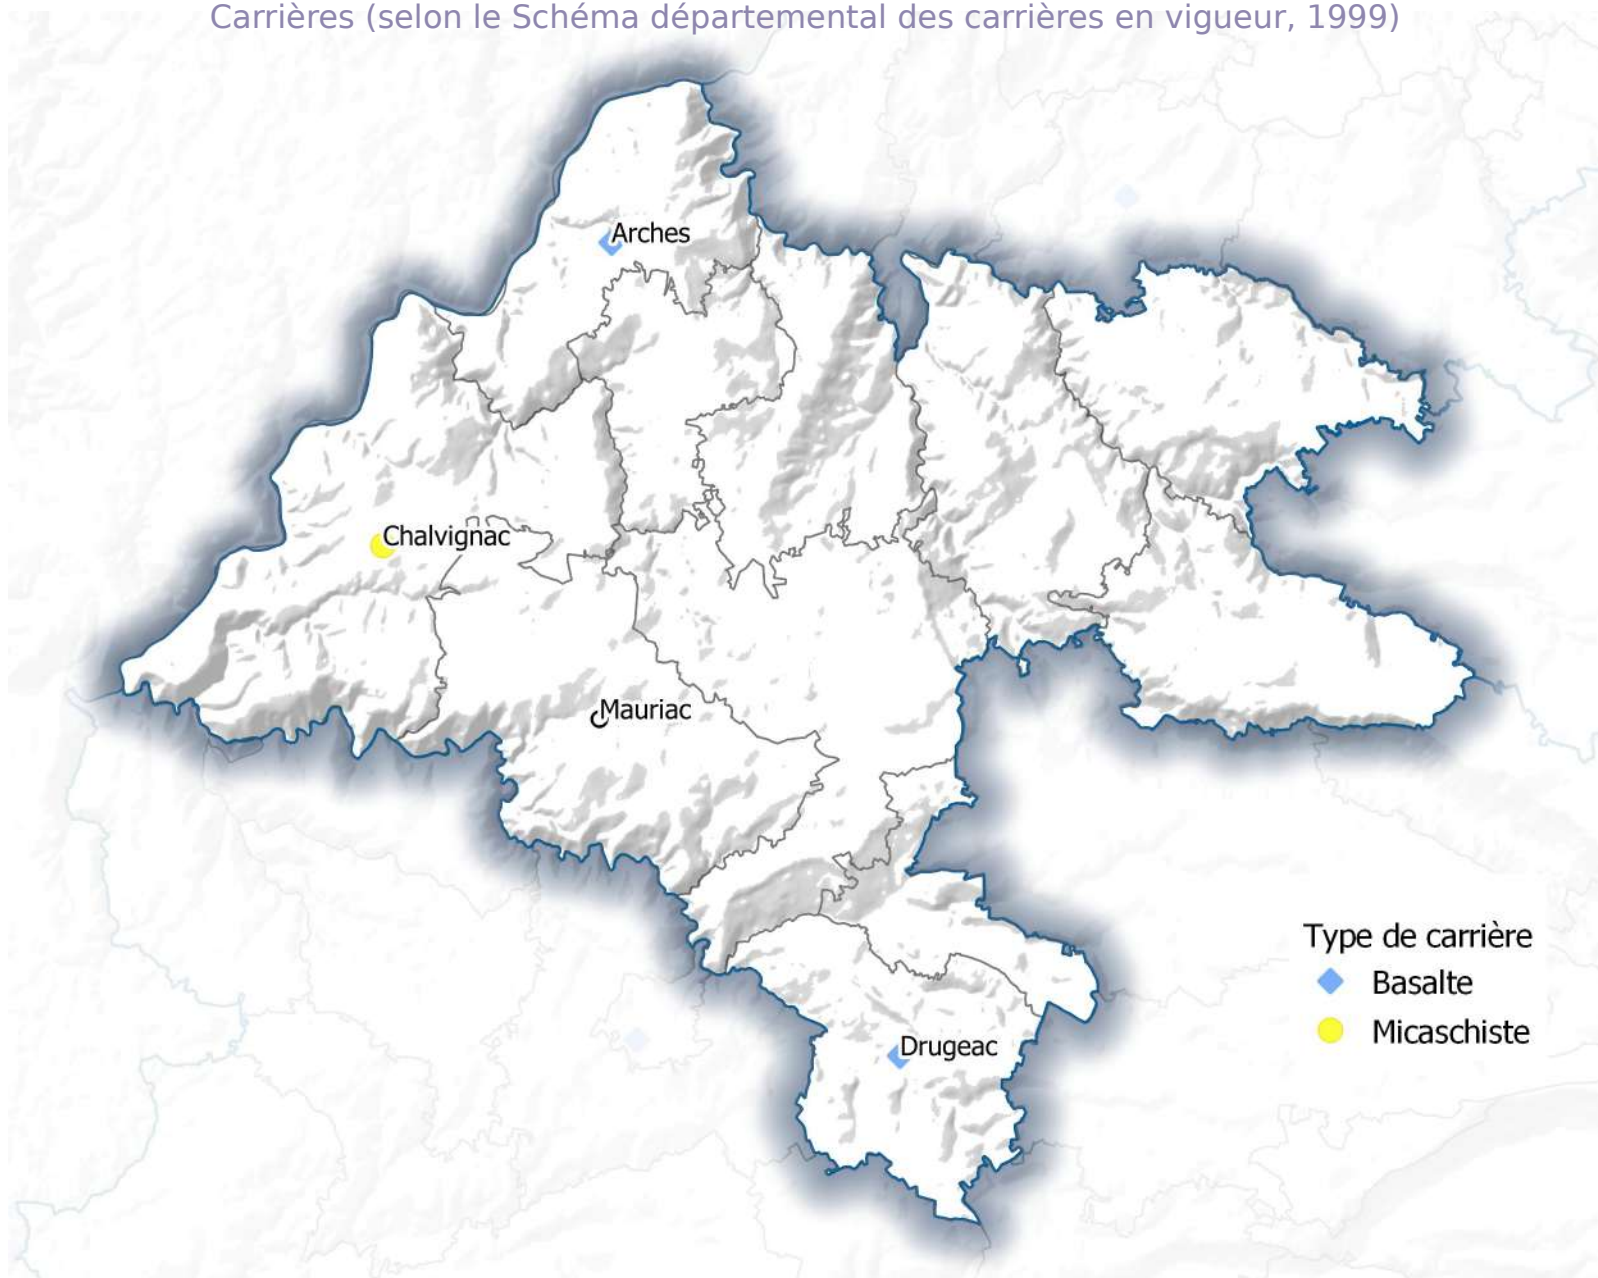 Carrières (selon le Schéma départemental des carrières en vigueur, 1999)
Arches
Chalvignac
Mauriac
Type de carrière
Basalte
Micaschiste
Drugeac